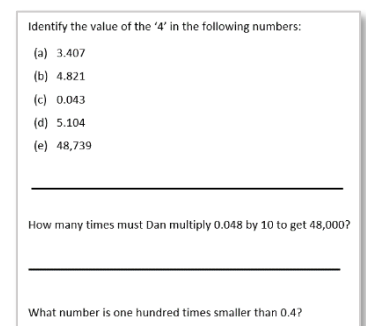 Identify the value of the ‘4’ in the following numbers:
(a) 3.407
(b) 4.821
(c) 0.043
(d) 5.104
(e) 48,739
How many times must Dan multiply 0.048 by 10 to get 48,000?
What number is one hundred times smaller than 0.4?